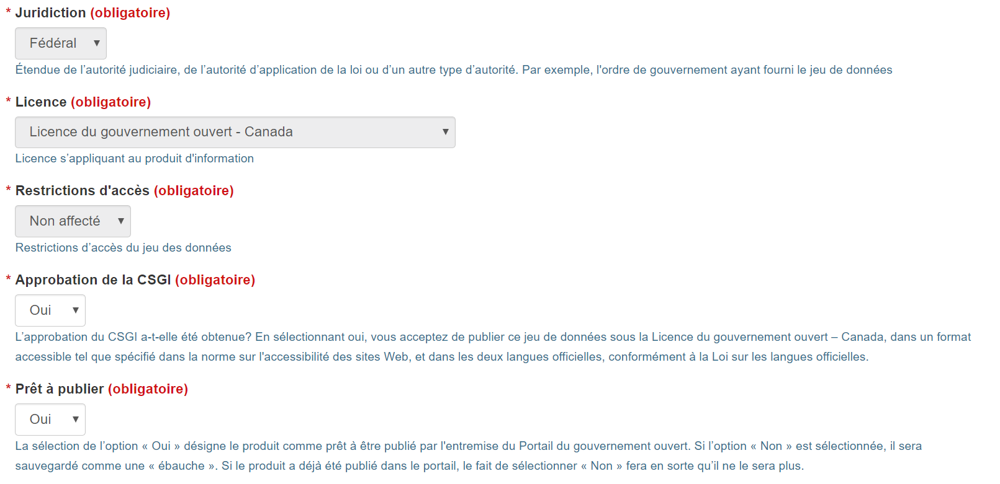 * Juridiction (obligatoire)
Fédéral
Étendue de l’autorité judiciaire, de l’autorité d’application de la loi ou d’un autre type d’autorité. Par exemple, l'ordre de gouvernement ayant fourni le jeu de données
* Licence (obligatoire)
Licence du gouvernement ouvert - Canada
Licence s’appliquant au produit d'information
* Restrictions d'accès (obligatoire)
Non affecté
Restrictions d’accès du jeu des données
* Approbation de la CSGI (obligatoire)
Oui
L’approbation du CSGI a-t-elle été obtenue? En sélectionnant oui, vous acceptez de publier ce jeu de données sous la Licence du gouvernement ouvert – Canada, dans un format
accessible tel que spécifié dans la norme sur l'accessibilité des sites Web, et dans les deux langues officielles, conformément à la Loi sur les langues officielles.
* Prêt à publier (obligatoire)
Oui
La sélection de l’option « Oui » désigne le produit comme prêt à être publié par l'entremise du Portail du gouvernement ouvert. Si l’option « Non » est sélectionnée, il sera
sauvegardé comme une « ébauche ». Si le produit a déjà été publié dans le portail, le fait de sélectionner « Non » fera en sorte qu’il ne le sera plus.